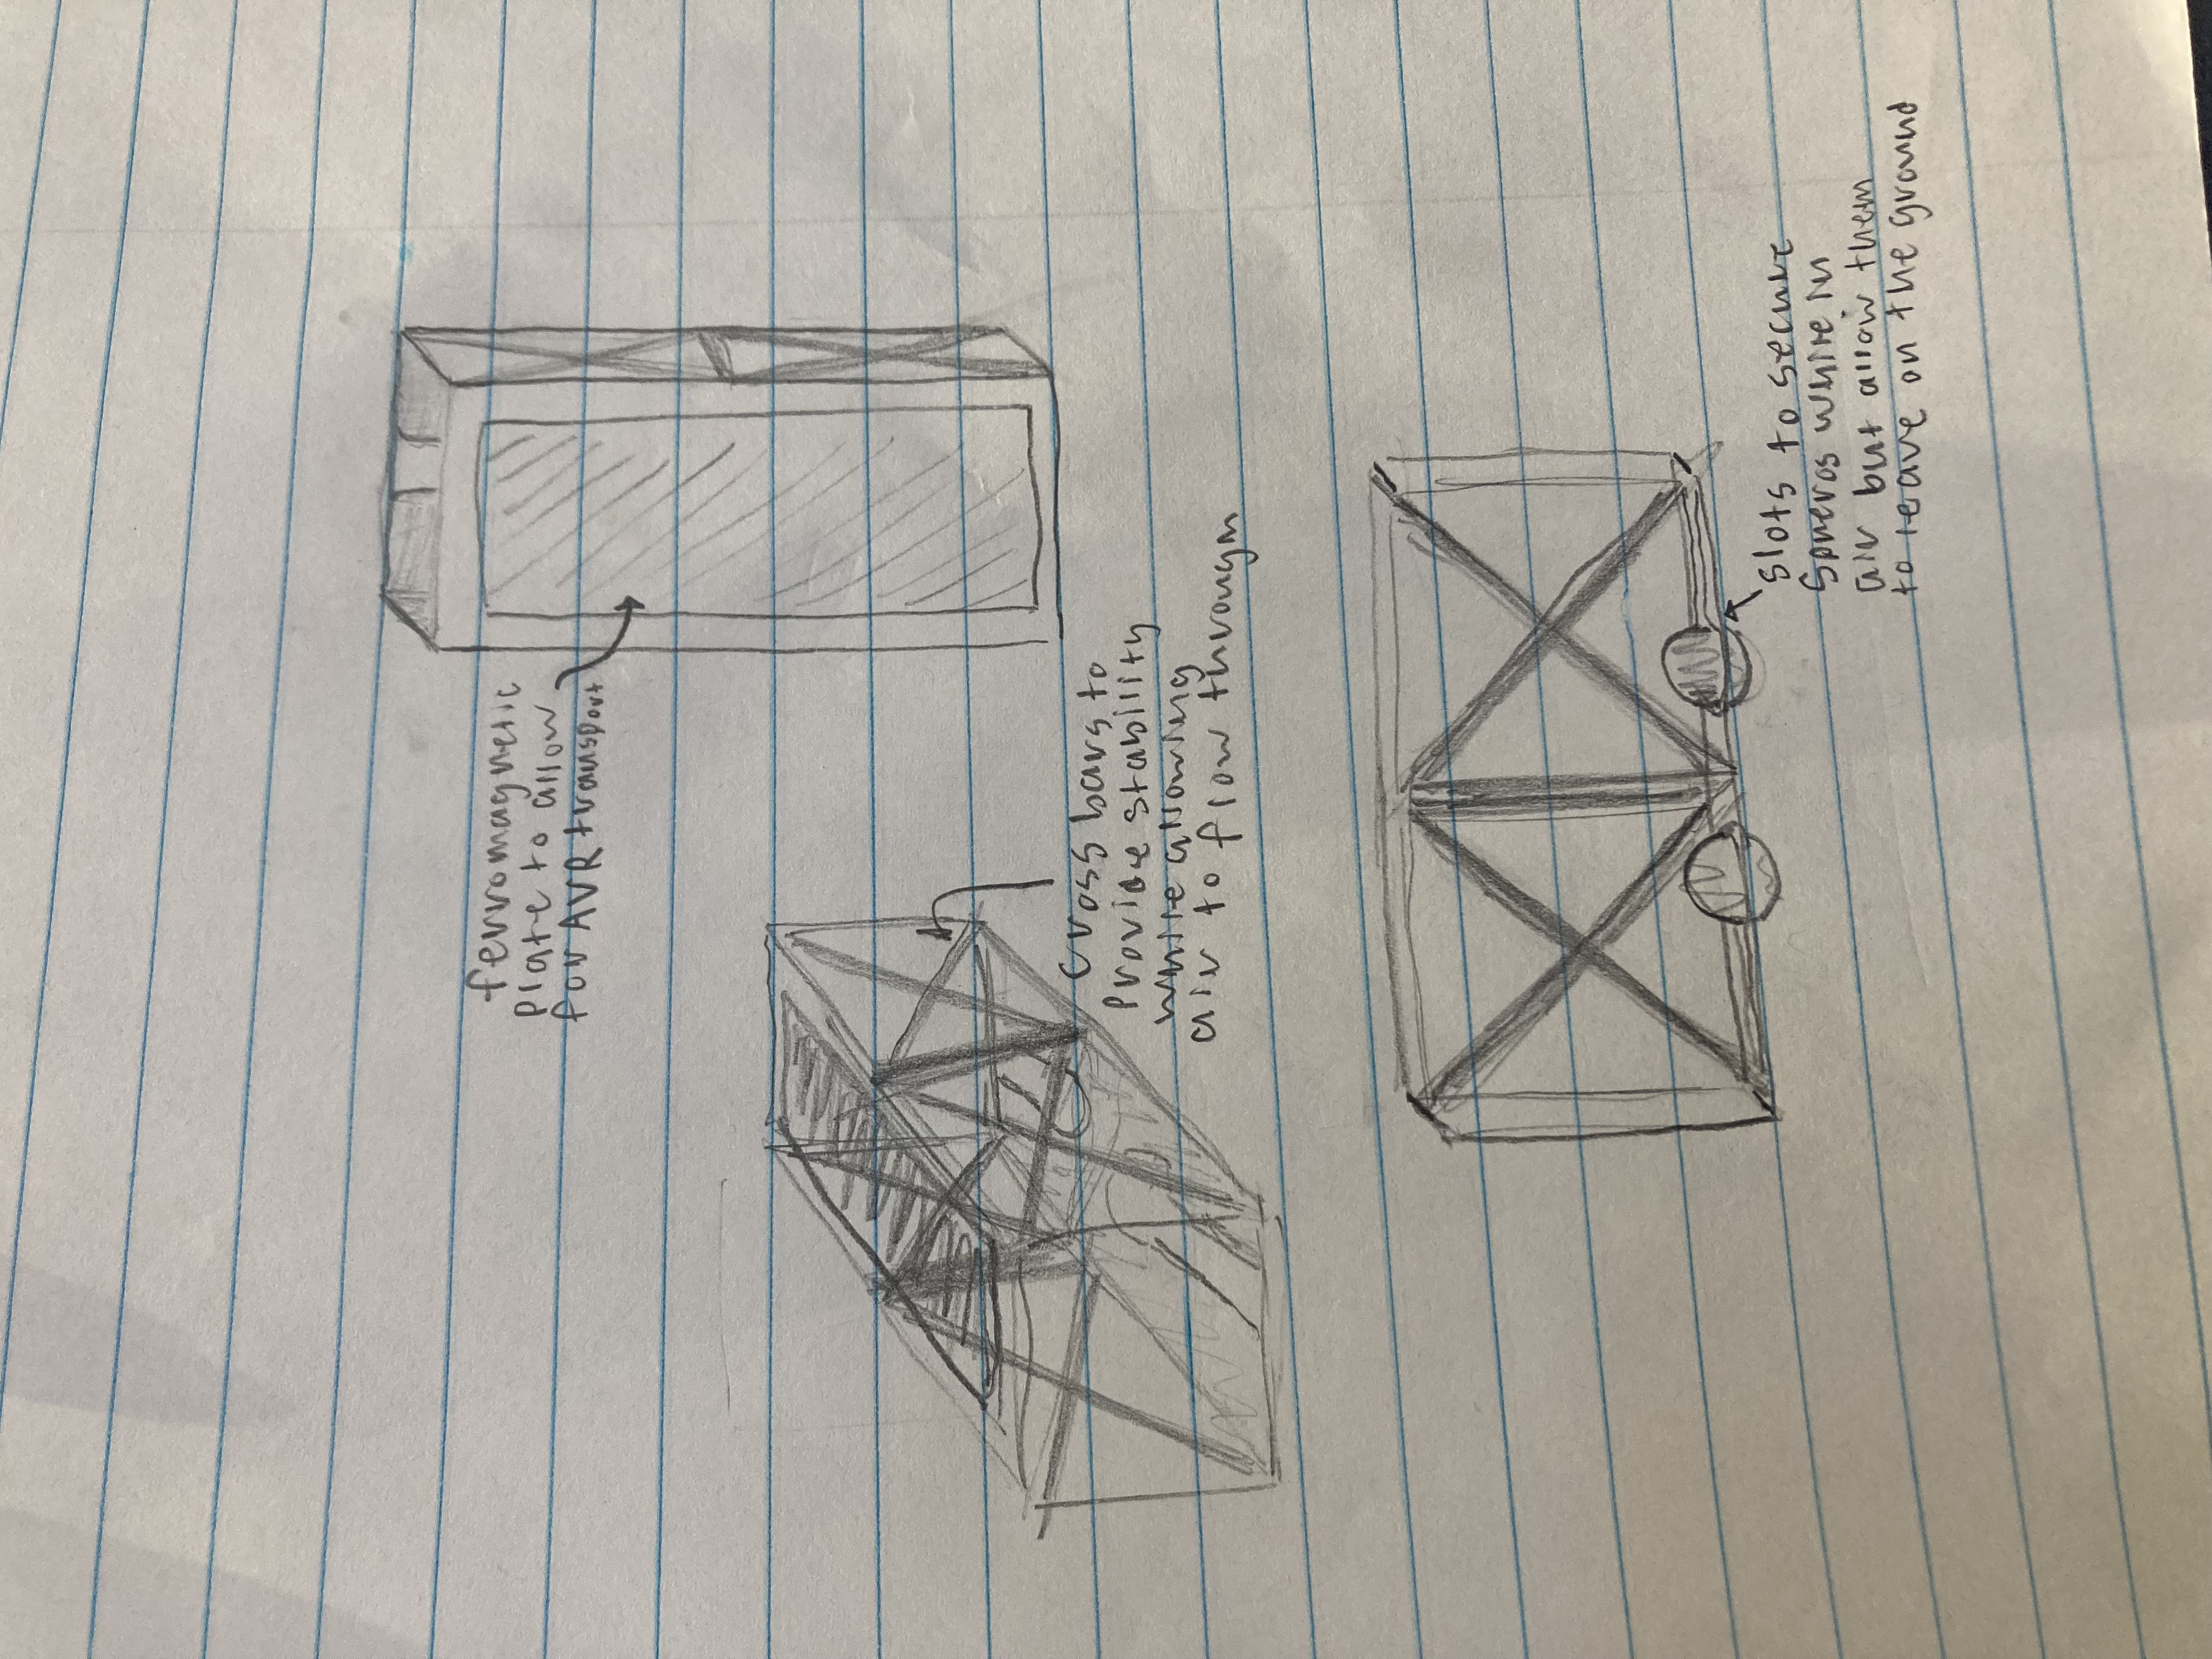 ferromagnetic
plate to allow
for AVR transport
cross bars to
provide stability
while allowing
air to flow through
slots to secure
Spheros while in
air but allow them
to leave on the ground